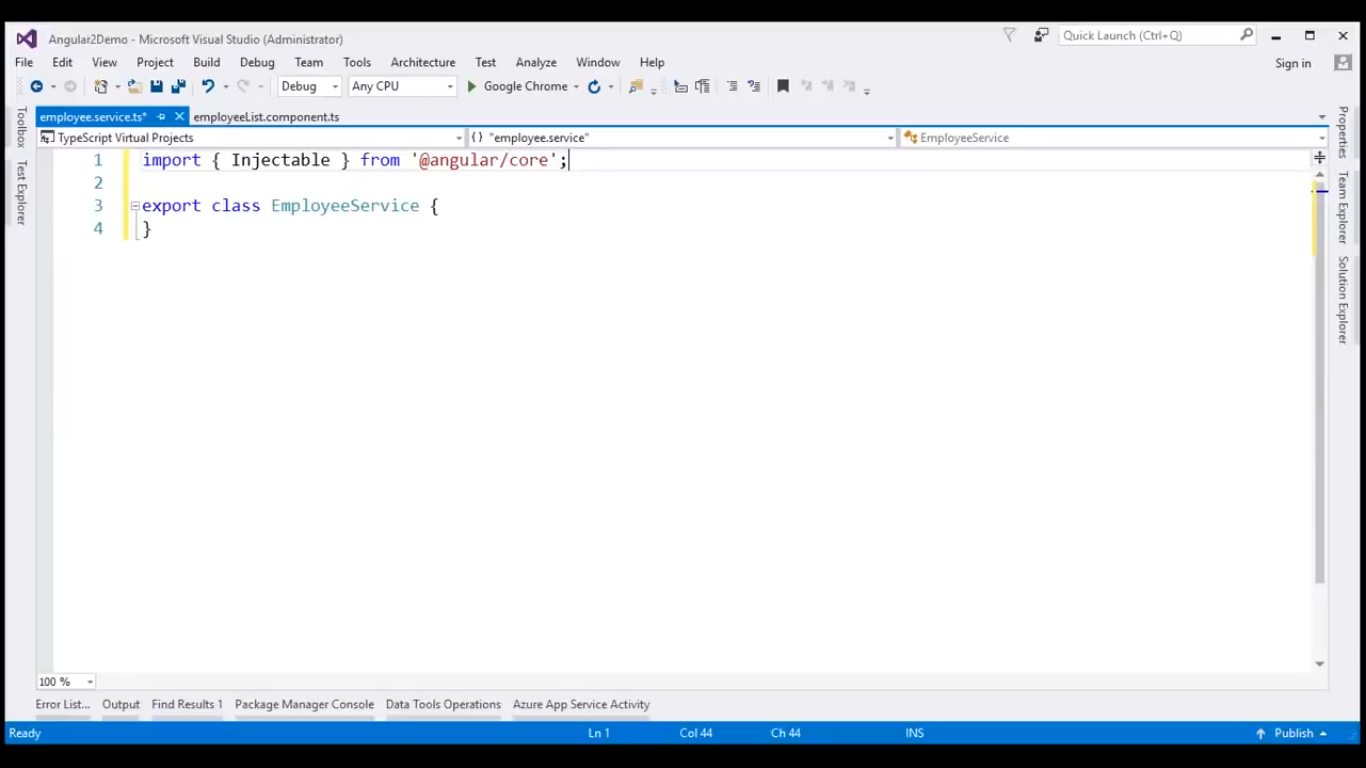 Angular2Demo - Microsoft Visual Studio (Administrator)
Quick Launch (Ctrl+Q)
File Edit View Project Build Debug Team Tools Architecture Test Analyze Window Help
Sign in
Debug Any CPU Google Chrome
employee.service.ts* employeeList.component.ts
TypeScript Virtual Projects {} "employee.service" EmployeeService
Toolbox
Test Explorer
1 import { Injectable } from '@angular/core';
2
3 export class EmployeeService {
4 }
Properties
Team Explorer
Solution Explorer
100 %
Error List... Output Find Results 1 Package Manager Console Data Tools Operations Azure App Service Activity
Ready Ln 1 Col 44 Ch 44 INS Publish